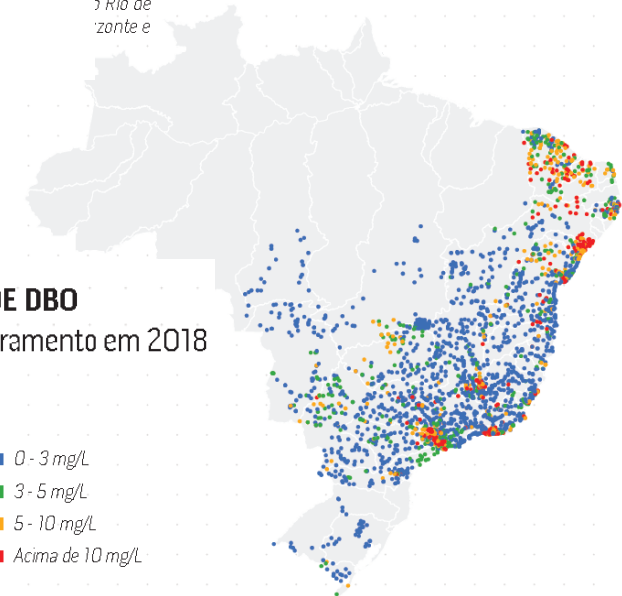 Rio de
zonte e
DE DBO
ramento em 2018
0 - 3 mg/L
3 - 5 mg/L
5 - 10 mg/L
Acima de 10 mg/L